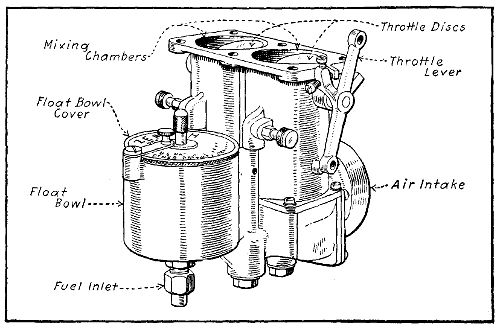 Mixing
Chambers
Throttle Discs
Throttle
Lever
Float Bowl
Cover
Float
Bowl
Air Intake
Fuel Inlet